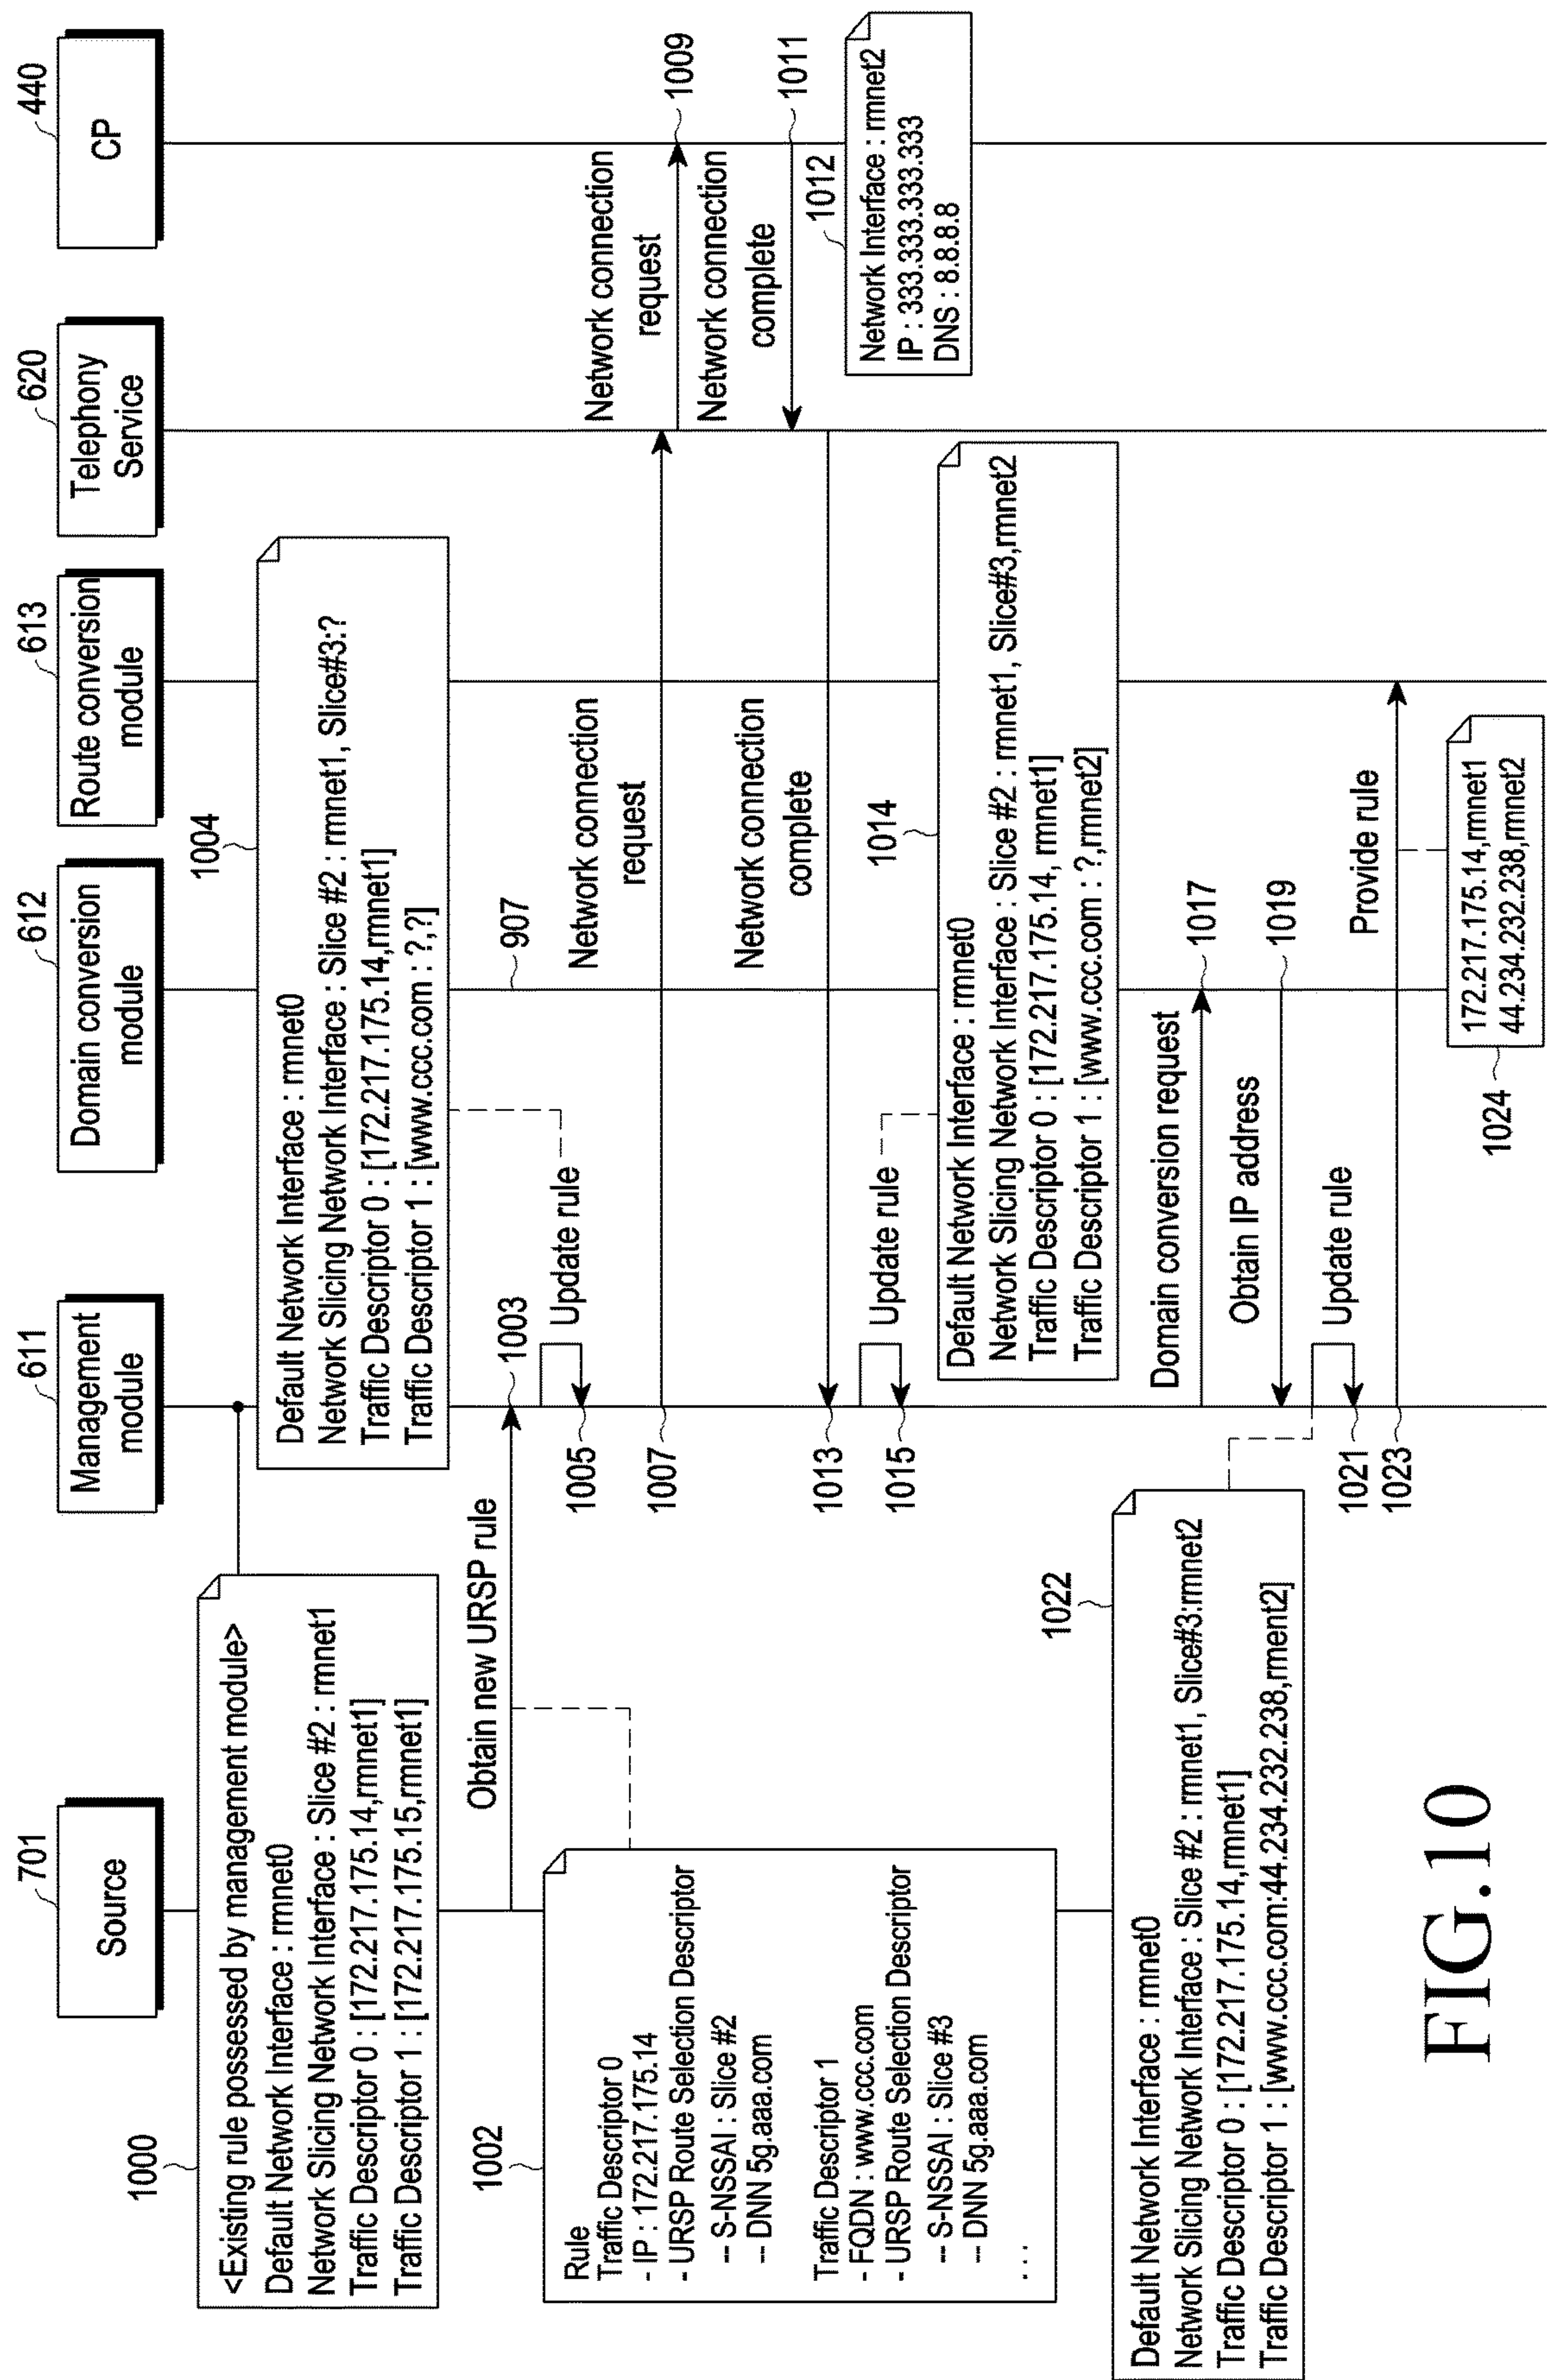 701
Source
611
Management
module
612
Domain conversion
module
613
Route conversion
module
620
Telephony
Service
440
CP
1000
<Existing rule possessed by management module>
Default Network Interface : rmnet0
Network Slicing Network Interface : Slice #2 : rmnet1
Traffic Descriptor 0 : [172.217.175.14,rmnet1]
Traffic Descriptor 1 : [172.217.175.15,rmnet1]
1004
Default Network Interface : rmnet0
Network Slicing Network Interface : Slice #2 : rmnet1, Slice#3:?
Traffic Descriptor 0 : [172.217.175.14,rmnet1]
Traffic Descriptor 1 : [www.ccc.com : ?,?]
Obtain new URSP rule
1003
1002
Rule
Traffic Descriptor 0
- IP : 172.217.175.14
- URSP Route Selection Descriptor
-- S-NSSAI : Slice #2
-- DNN 5g.aaa.com
Traffic Descriptor 1
- FQDN : www.ccc.com
- URSP Route Selection Descriptor
-- S-NSSAI : Slice #3
-- DNN 5g.aaa.com
. . .
Update rule
1005
907
Network connection
request
1007
Network connection
request
1009
Network connection
complete
1011
1012
Network Interface : rmnet2
IP : 333.333.333.333
DNS : 8.8.8.8
Network connection
complete
1013
Update rule
1015
1014
Default Network Interface : rmnet0
Network Slicing Network Interface : Slice #2 : rmnet1, Slice#3,rmnet2
Traffic Descriptor 0 : [172.217.175.14, rmnet1]
Traffic Descriptor 1 : [www.ccc.com : ?,rmnet2]
Domain conversion request
1017
Obtain IP address
1019
Update rule
1021
1022
Default Network Interface : rmnet0
Network Slicing Network Interface : Slice #2 : rmnet1, Slice#3:rmnet2
Traffic Descriptor 0 : [172.217.175.14,rmnet1]
Traffic Descriptor 1 : [www.ccc.com:44.234.232.238,rment2]
Provide rule
1023
1024
172.217.175.14,rmnet1
44.234.232.238,rmnet2
FIG.10